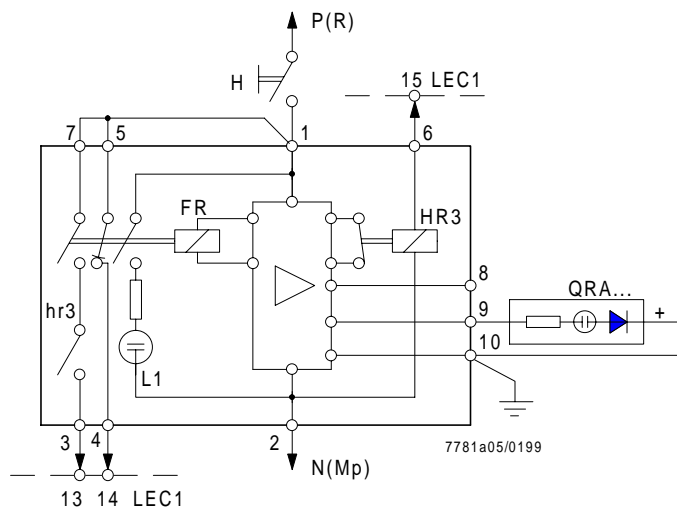 P(R)
H
15 LEC1
7 5 1 6
FR
HR3
8
hr3
9
QRA...
+
10
L1
3 4 2
7781a05/0199
N(Mp)
13 14 LEC1